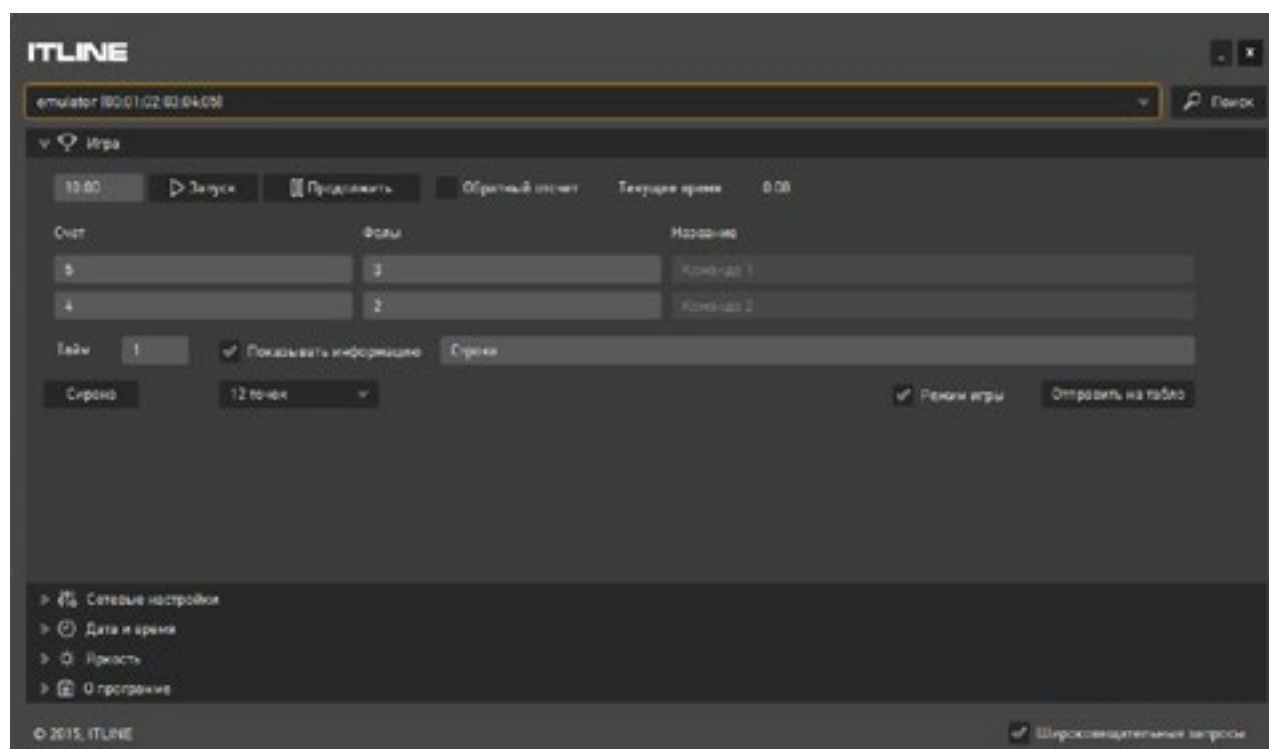 ITLINE
emulator [00:01:02:03:04:05]
Поиск
Игра
10:00 Запуск Продолжить Обратный отсчет Текущее время 0:00
Счет Фолы Название
5 3 Команда 1
4 2 Команда 2
Тайм 1 Показывать информацию Строка
Сирена 12 точек Режим игры Отправить на табло
Сетевые настройки
Дата и время
Яркость
О программе
© 2015, ITLINE Широковещательные запросы